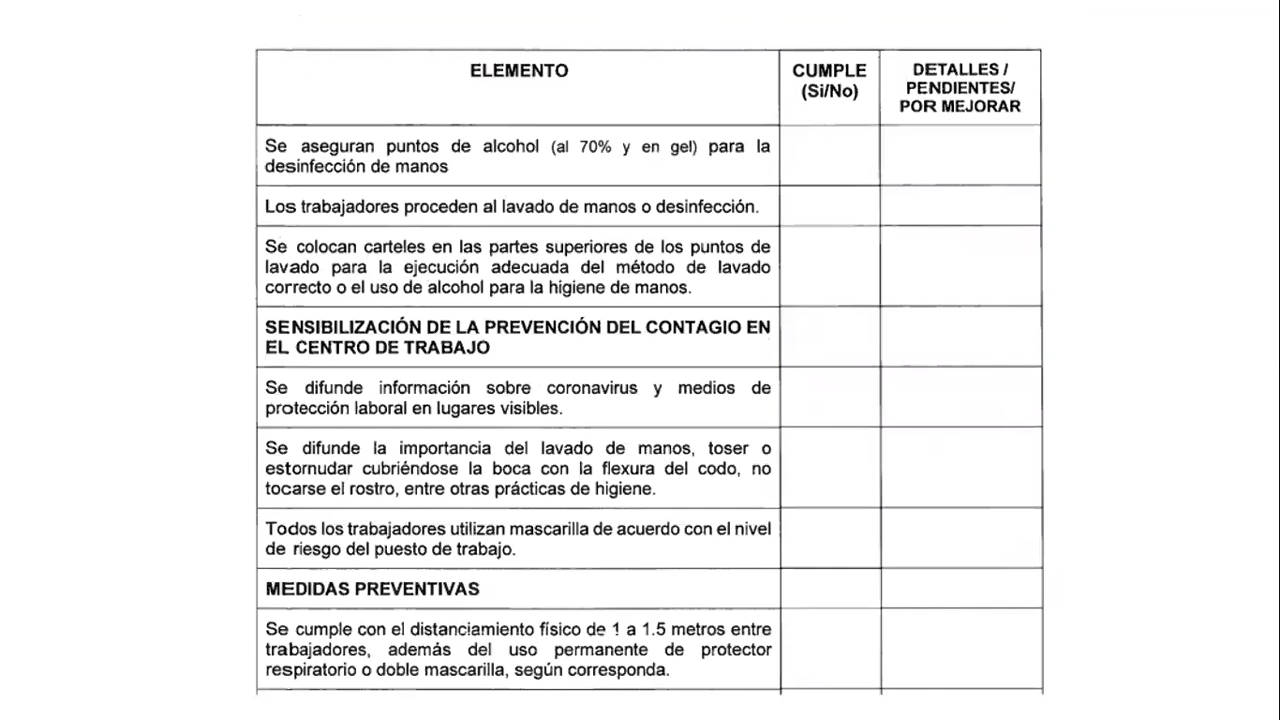 ELEMENTO
CUMPLE
(Si/No)
DETALLES /
PENDIENTES/
POR MEJORAR
Se aseguran puntos de alcohol (al 70% y en gel) para la
desinfección de manos
Los trabajadores proceden al lavado de manos o desinfección.
Se colocan carteles en las partes superiores de los puntos de
lavado para la ejecución adecuada del método de lavado
correcto o el uso de alcohol para la higiene de manos.
SENSIBILIZACIÓN DE LA PREVENCIÓN DEL CONTAGIO EN
EL CENTRO DE TRABAJO
Se difunde información sobre coronavirus y medios de
protección laboral en lugares visibles.
Se difunde la importancia del lavado de manos, toser o
estornudar cubriéndose la boca con la flexura del codo, no
tocarse el rostro, entre otras prácticas de higiene.
Todos los trabajadores utilizan mascarilla de acuerdo con el nivel
de riesgo del puesto de trabajo.
MEDIDAS PREVENTIVAS
Se cumple con el distanciamiento físico de 1 a 1.5 metros entre
trabajadores, además del uso permanente de protector
respiratorio o doble mascarilla, según corresponda.